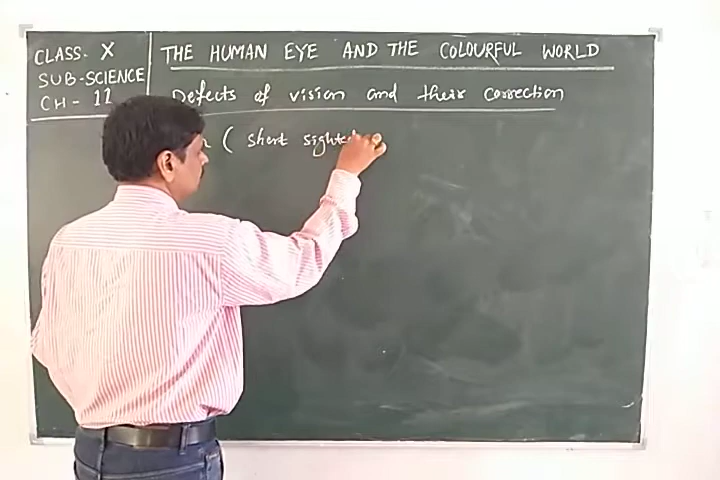 CLASS- X
SUB-SCIENCE
CH- 11
THE HUMAN EYE AND THE COLOURFUL WORLD
Defects of vision and their correction
( short sighted